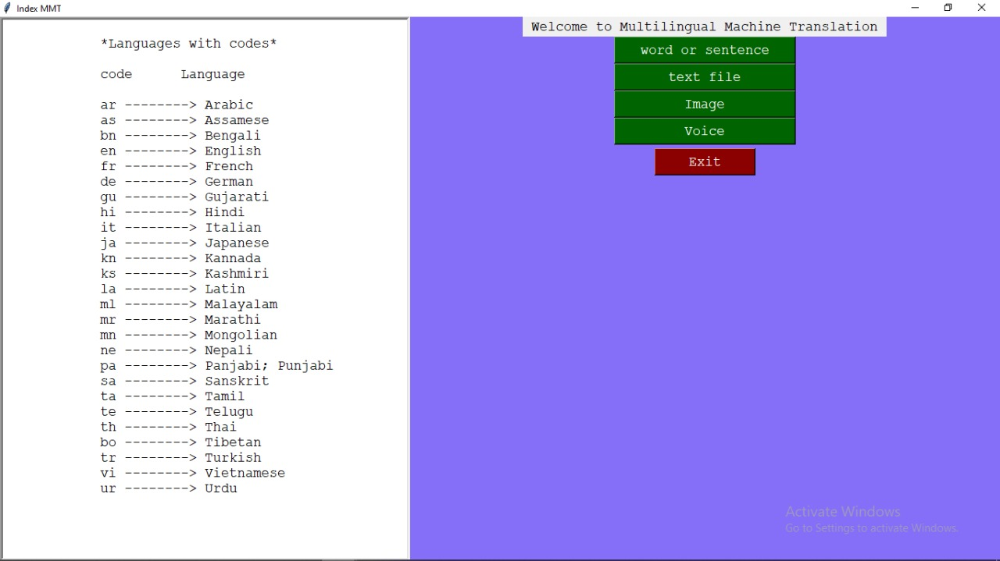 Index MMT
*Languages with codes*
code      Language
ar --------> Arabic
as --------> Assamese
bn --------> Bengali
en --------> English
fr --------> French
de --------> German
gu --------> Gujarati
hi --------> Hindi
it --------> Italian
ja --------> Japanese
kn --------> Kannada
ks --------> Kashmiri
la --------> Latin
ml --------> Malayalam
mr --------> Marathi
mn --------> Mongolian
ne --------> Nepali
pa --------> Panjabi; Punjabi
sa --------> Sanskrit
ta --------> Tamil
te --------> Telugu
th --------> Thai
bo --------> Tibetan
tr --------> Turkish
vi --------> Vietnamese
ur --------> Urdu
Welcome to Multilingual Machine Translation
word or sentence
text file
Image
Voice
Exit
Activate Windows
Go to Settings to activate Windows.